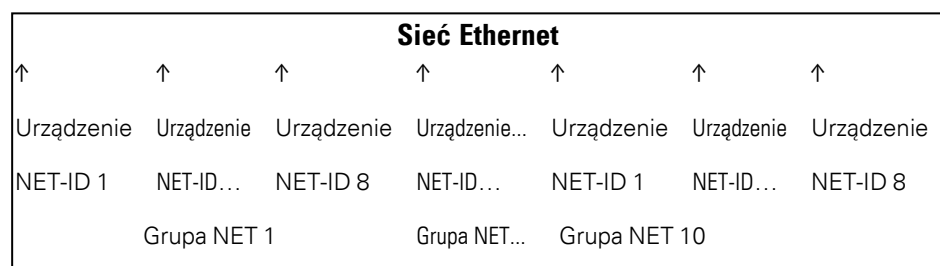 Sieć Ethernet
↑ ↑ ↑ ↑ ↑ ↑ ↑
Urządzenie Urządzenie Urządzenie Urządzenie... Urządzenie Urządzenie Urządzenie
NET-ID 1 NET-ID… NET-ID 8 NET-ID… NET-ID 1 NET-ID… NET-ID 8
Grupa NET 1 Grupa NET... Grupa NET 10